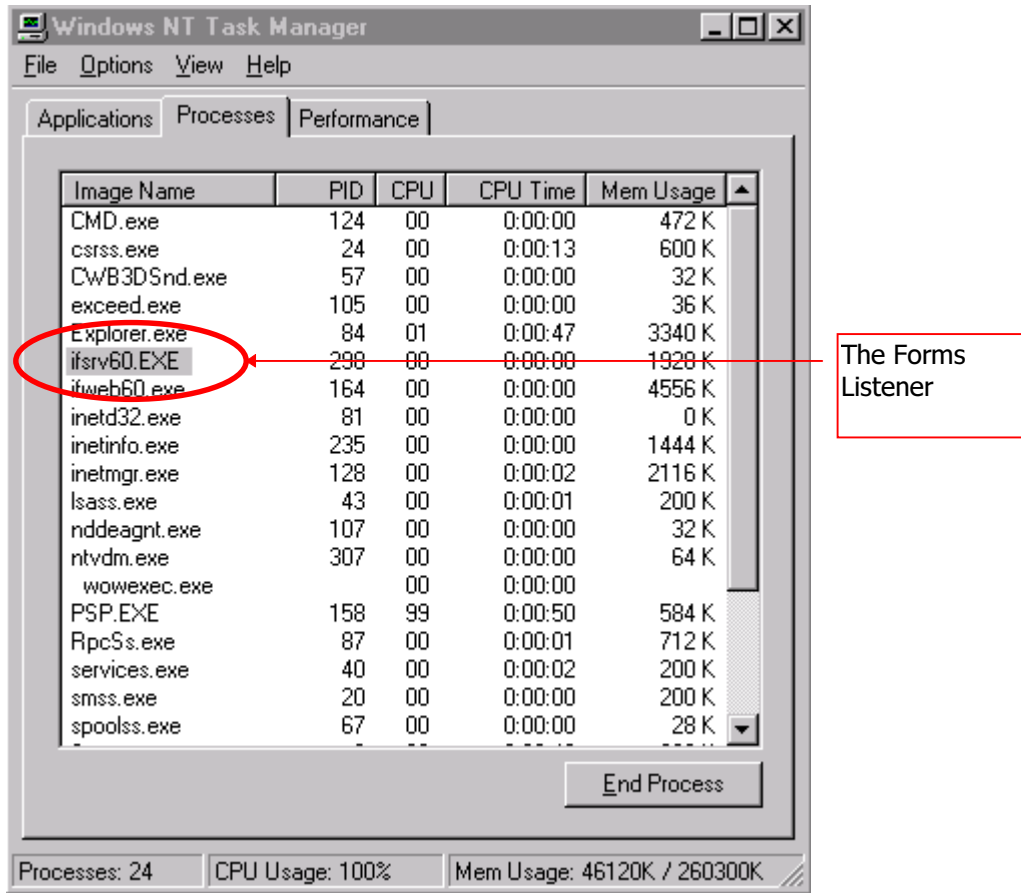 Windows NT Task Manager
File Options View Help
Applications Processes Performance
Image Name PID CPU CPU Time Mem Usage
CMD.exe 124 00 0:00:00 472 K
csrss.exe 24 00 0:00:13 600 K
CWB3DSnd.exe 57 00 0:00:00 32 K
exceed.exe 105 00 0:00:00 36 K
Explorer.exe 84 01 0:00:47 3340 K
ifsrv60.EXE 298 00 0:00:00 1928 K
ifweb60.exe 164 00 0:00:00 4556 K
inetd32.exe 81 00 0:00:00 0 K
inetinfo.exe 235 00 0:00:00 1444 K
inetmgr.exe 128 00 0:00:02 2116 K
lsass.exe 43 00 0:00:01 200 K
nddeagnt.exe 107 00 0:00:00 32 K
ntvdm.exe 307 00 0:00:00 64 K
wowexec.exe 00 0:00:00
PSP.EXE 158 99 0:00:50 584 K
RpcSs.exe 87 00 0:00:01 712 K
services.exe 40 00 0:00:02 200 K
smss.exe 20 00 0:00:00 200 K
spoolss.exe 67 00 0:00:00 28 K
End Process
Processes: 24 CPU Usage: 100% Mem Usage: 46120K / 260300K
The Forms
Listener